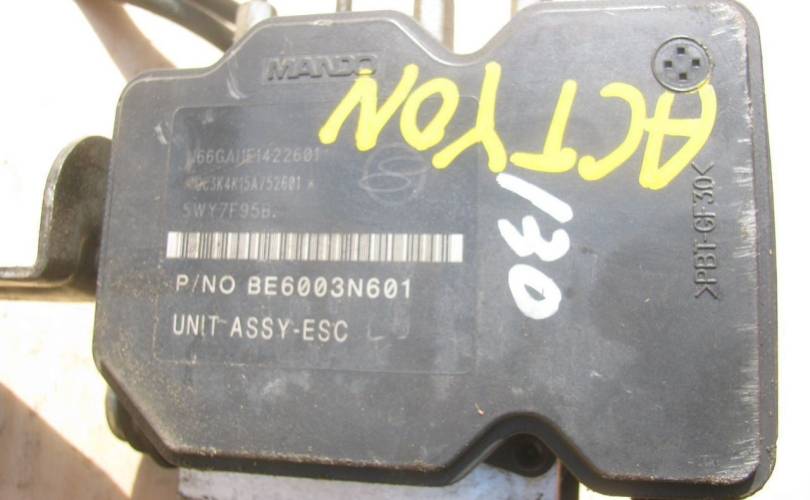 MANDO
ACTYON
130
5WY7F95B.
P/NO BE6003N601
UNIT ASSY-ESC
>PBT-GF30<